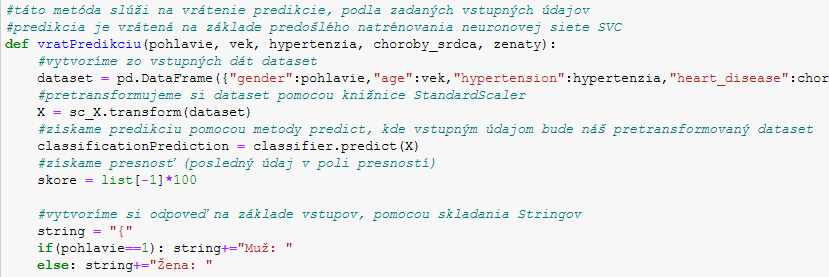 #táto metóda slúži na vrátenie predikcie, podla zadaných vstupných údajov
#predikcia je vrátená na základe predošlého natrénovania neuronovej siete SVC
def vratPredikciu(pohlavie, vek, hypertenzia, choroby_srdca, zenaty):
    #vytvoríme zo vstupných dát dataset
    dataset = pd.DataFrame({"gender":pohlavie,"age":vek,"hypertension":hypertenzia,"heart_disease":chor
    #pretransformujeme si dataset pomocou knižnice StandardScaler
    X = sc_X.transform(dataset)
    #získame predikciu pomocou metody predict, kde vstupným údajom bude náš pretransformovaný dataset
    classificationPrediction = classifier.predict(X)
    #získame presnosť (posledný údaj v poli presností)
    skore = list[-1]*100
    #vytvoríme si odpoveď na základe vstupov, pomocou skladania Stringov
    string = "{"
    if(pohlavie==1): string+="Muž: "
    else: string+="Žena: "